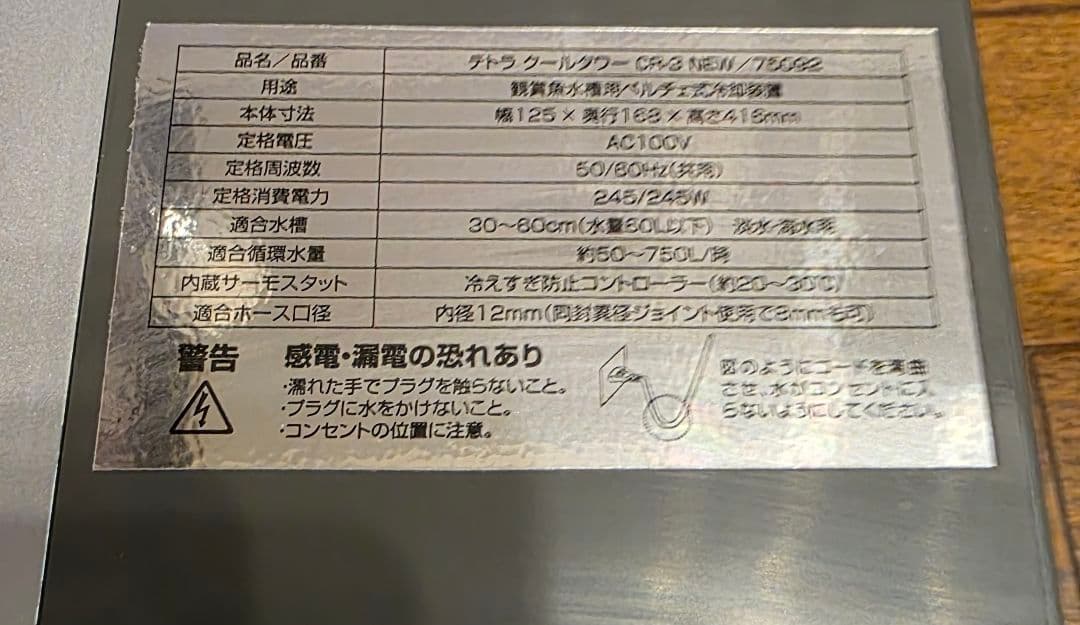 品名／品番 テトラ クールタワー CR-3 NEW／75092
用途 観賞魚水槽用ペルチェ式冷却装置
本体寸法 幅125×奥行168×高さ416mm
定格電圧 AC100V
定格周波数 50/60Hz(共用)
定格消費電力 245/245W
適合水槽 30〜60cm(水量60L以下) 淡水・海水用
適合循環水量 約50〜750L/時
内蔵サーモスタット 冷えすぎ防止コントローラー(約20〜30℃)
適合ホース口径 内径12mm(同封異径ジョイント使用で8mmも可)
警告 感電・漏電の恐れあり
・濡れた手でプラグを触らないこと。
・プラグに水をかけないこと。
・コンセントの位置に注意。
図のようにコードを湾曲
させ、水がコンセントに入
らないようにしてください。